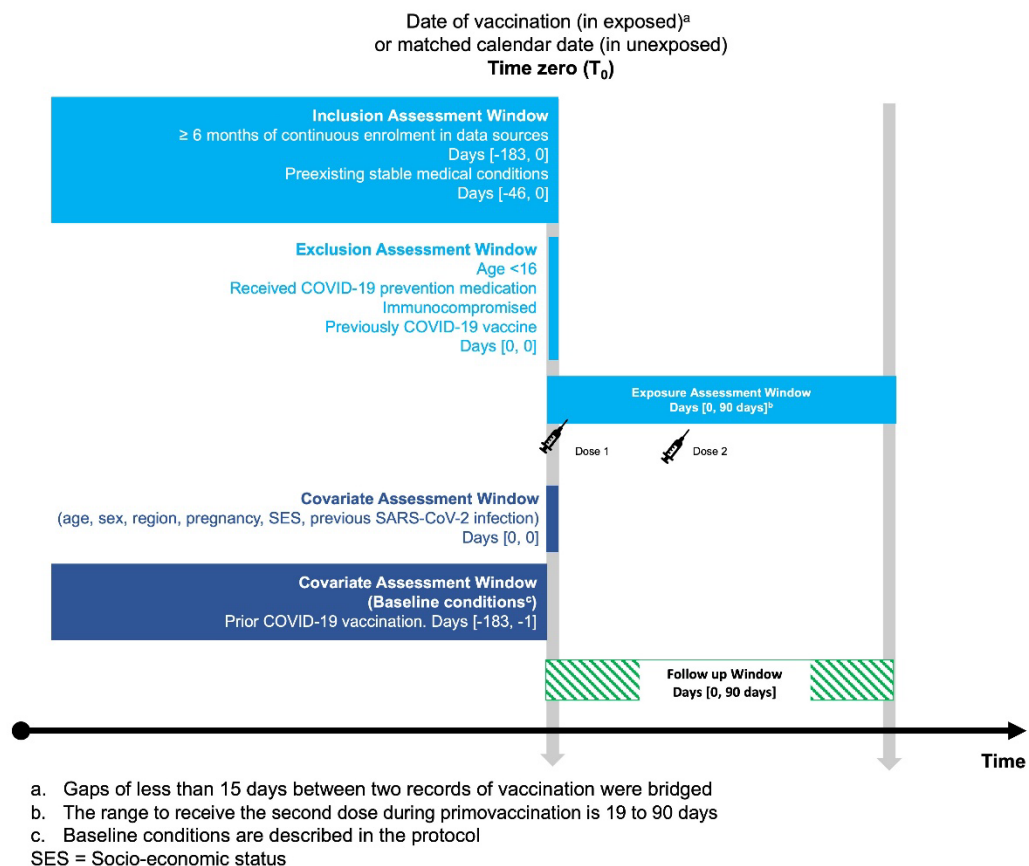 Date of vaccination (in exposed)ᵃ
or matched calendar date (in unexposed)
Time zero (T₀)
Inclusion Assessment Window
≥ 6 months of continuous enrolment in data sources
Days [-183, 0]
Preexisting stable medical conditions
Days [-46, 0]
Exclusion Assessment Window
Age <16
Received COVID-19 prevention medication
Immunocompromised
Previously COVID-19 vaccine
Days [0, 0]
Exposure Assessment Window
Days [0, 90 days]ᵇ
Dose 1
Dose 2
Covariate Assessment Window
(age, sex, region, pregnancy, SES, previous SARS-CoV-2 infection)
Days [0, 0]
Covariate Assessment Window
(Baseline conditionsᶜ)
Prior COVID-19 vaccination. Days [-183, -1]
Follow up Window
Days [0, 90 days]
Time
a. Gaps of less than 15 days between two records of vaccination were bridged
b. The range to receive the second dose during primovaccination is 19 to 90 days
c. Baseline conditions are described in the protocol
SES = Socio-economic status